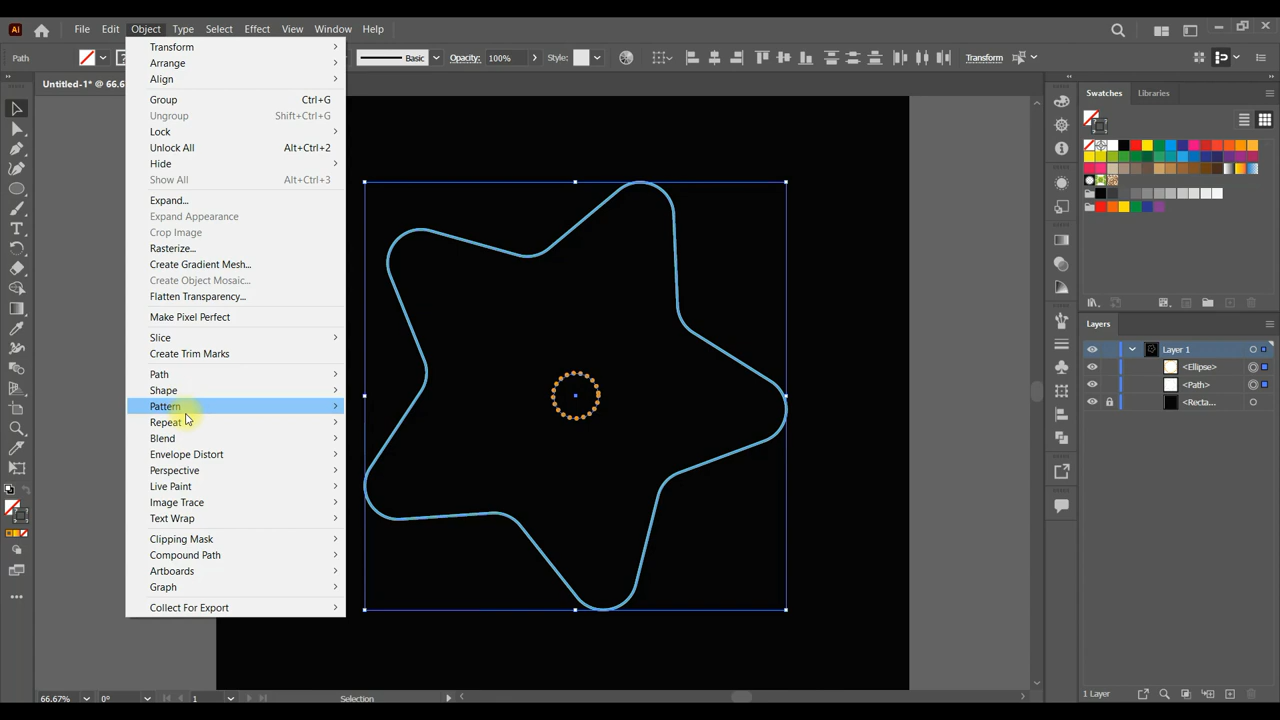 Ai File Edit Object Type Select Effect View Window Help
Path Basic Opacity: 100% Style: Transform
Untitled-1* @ 66.6
Transform
Arrange
Align
Group Ctrl+G
Ungroup Shift+Ctrl+G
Lock
Unlock All Alt+Ctrl+2
Hide
Show All Alt+Ctrl+3
Expand...
Expand Appearance
Crop Image
Rasterize...
Create Gradient Mesh...
Create Object Mosaic...
Flatten Transparency...
Make Pixel Perfect
Slice
Create Trim Marks
Path
Shape
Pattern
Repeat
Blend
Envelope Distort
Perspective
Live Paint
Image Trace
Text Wrap
Clipping Mask
Compound Path
Artboards
Graph
Collect For Export
Swatches Libraries
Layers
Layer 1
<Ellipse>
<Path>
<Recta...
1 Layer
66.67% 0° 1 Selection